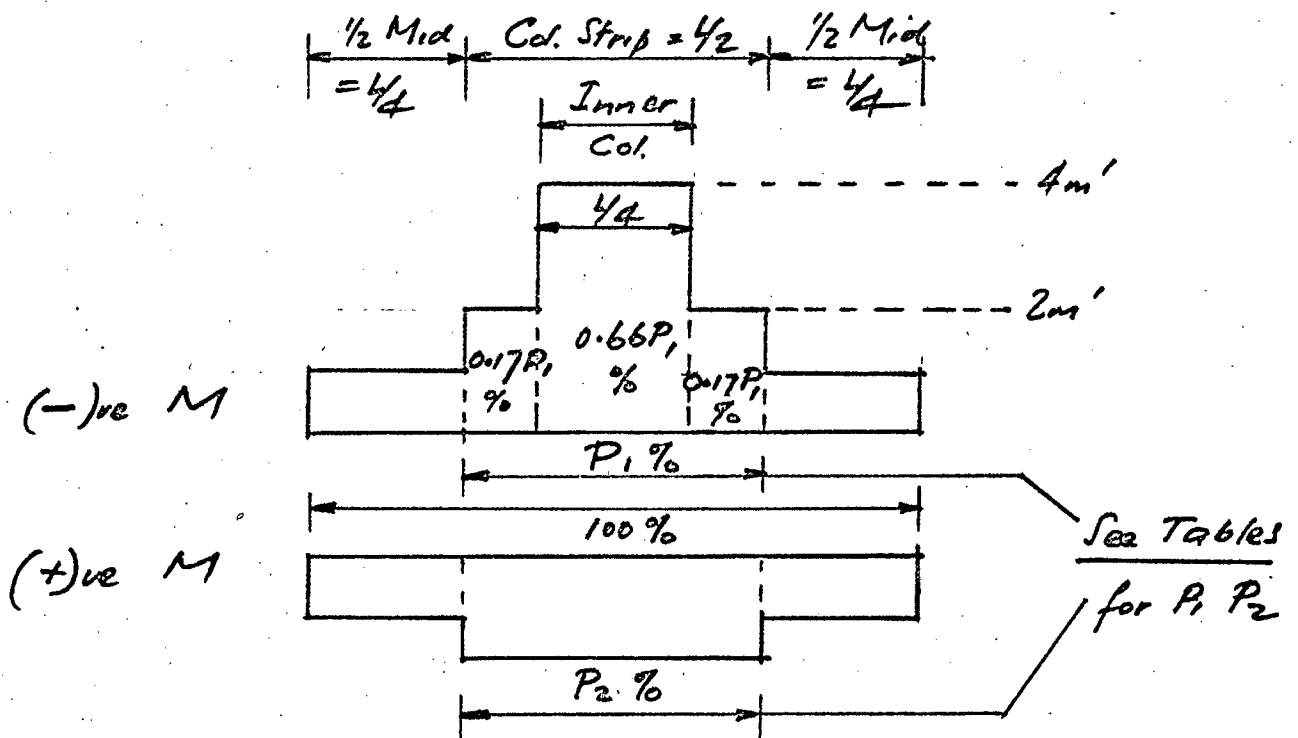 ½ Mid
= L/4
Col. Strip = L/2
½ Mid
= L/4
Inner
Col.
L/4
4m'
2m'
(-)ve M
0.17P₁
%
0.66P₁
%
0.17P₁
%
P₁ %
100 %
(+)ve M
P₂ %
See Tables
for P₁ P₂